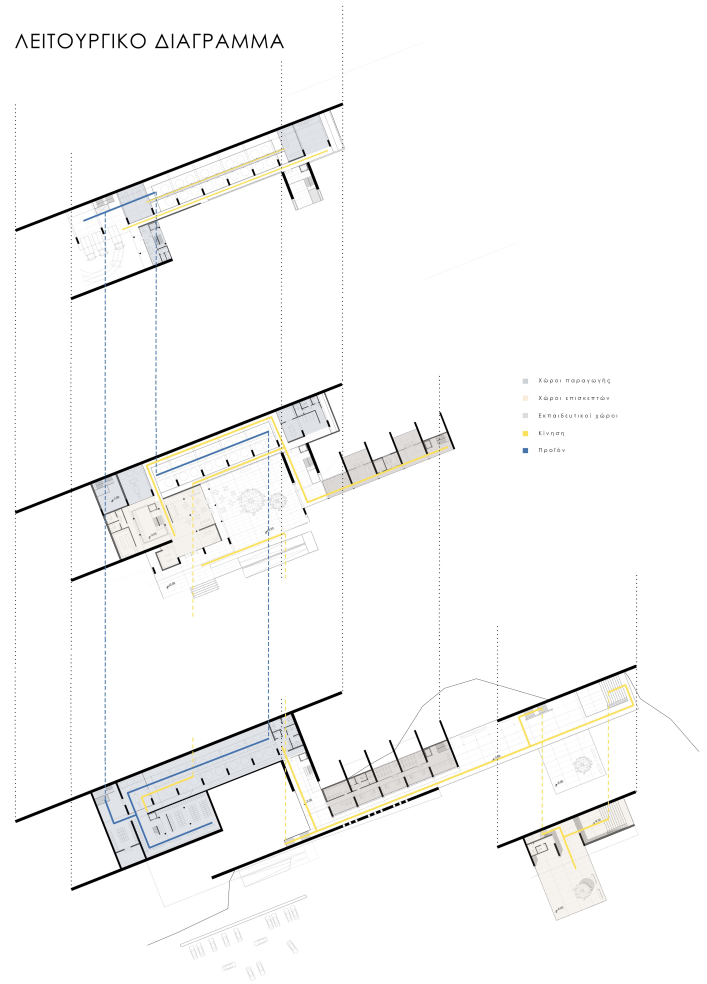 ΛΕΙΤΟΥΡΓΙΚΟ ΔΙΑΓΡΑΜΜΑ
Χώροι παραγωγής
Χώροι επισκεπτών
Εκπαιδευτικοί χώροι
Κίνηση
Προϊόν